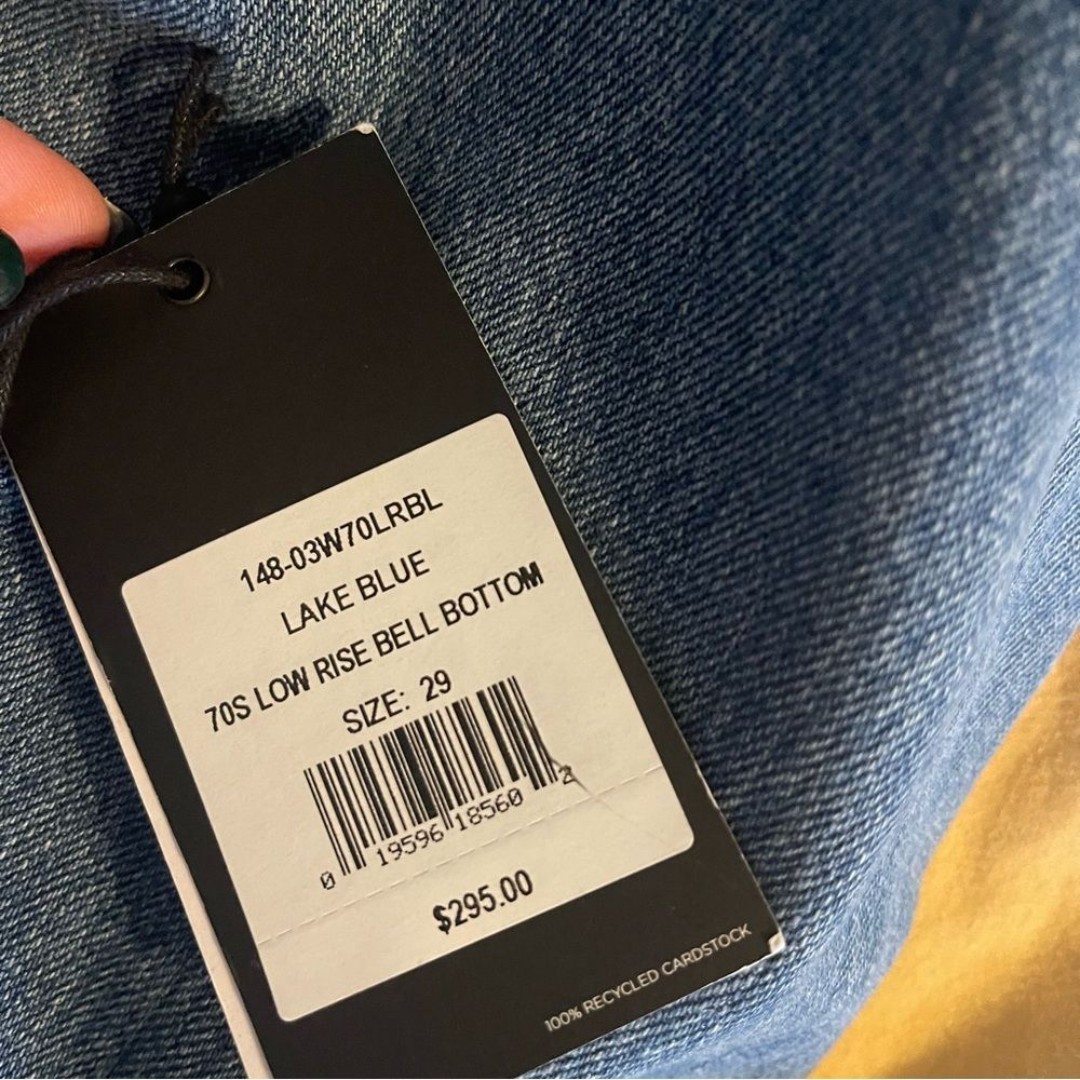 148-03W70LRBL
LAKE BLUE
70S LOW RISE BELL BOTTOM
SIZE: 29
0 19596 18560 2
$295.00
100% RECYCLED CARDSTOCK